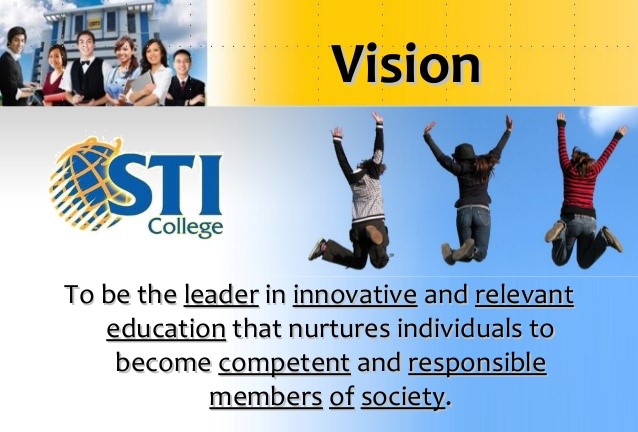 Vision
STI
College
To be the leader in innovative and relevant
education that nurtures individuals to
become competent and responsible
members of society.